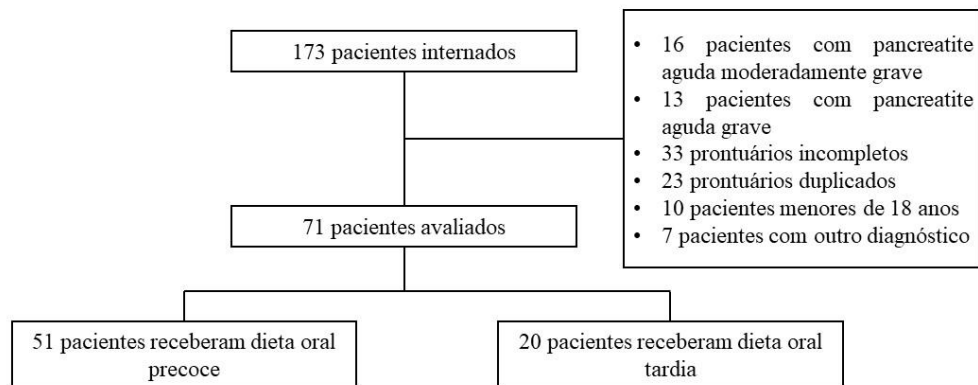 173 pacientes internados
• 16 pacientes com pancreatite
aguda moderadamente grave
• 13 pacientes com pancreatite
aguda grave
• 33 prontuários incompletos
• 23 prontuários duplicados
• 10 pacientes menores de 18 anos
• 7 pacientes com outro diagnóstico
71 pacientes avaliados
51 pacientes receberam dieta oral
precoce
20 pacientes receberam dieta oral
tardia